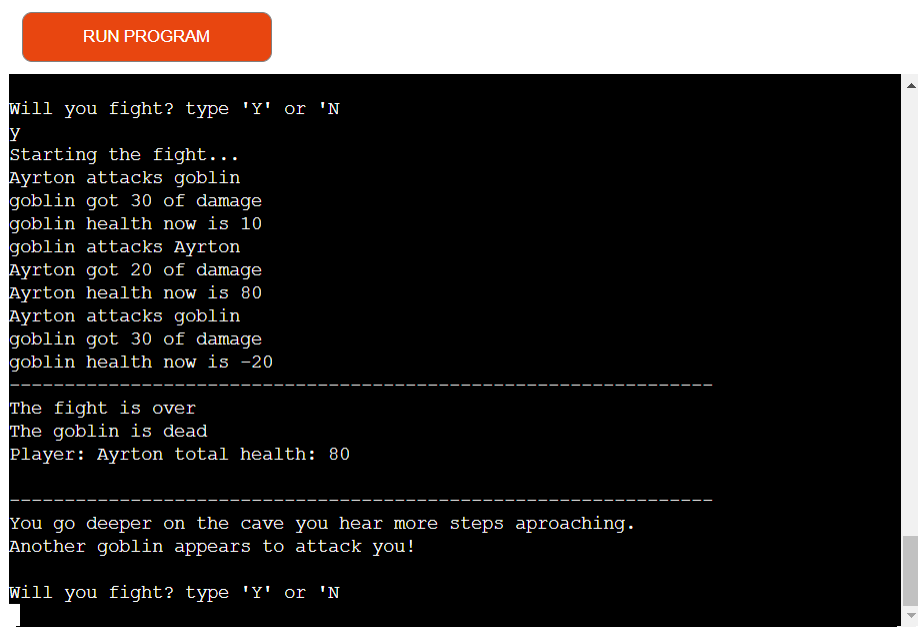 RUN PROGRAM
Will you fight? type 'Y' or 'N
y
Starting the fight...
Ayrton attacks goblin
goblin got 30 of damage
goblin health now is 10
goblin attacks Ayrton
Ayrton got 20 of damage
Ayrton health now is 80
Ayrton attacks goblin
goblin got 30 of damage
goblin health now is -20
----------------------------------------------------------------
The fight is over
The goblin is dead
Player: Ayrton total health: 80
----------------------------------------------------------------
You go deeper on the cave you hear more steps aproaching.
Another goblin appears to attack you!
Will you fight? type 'Y' or 'N